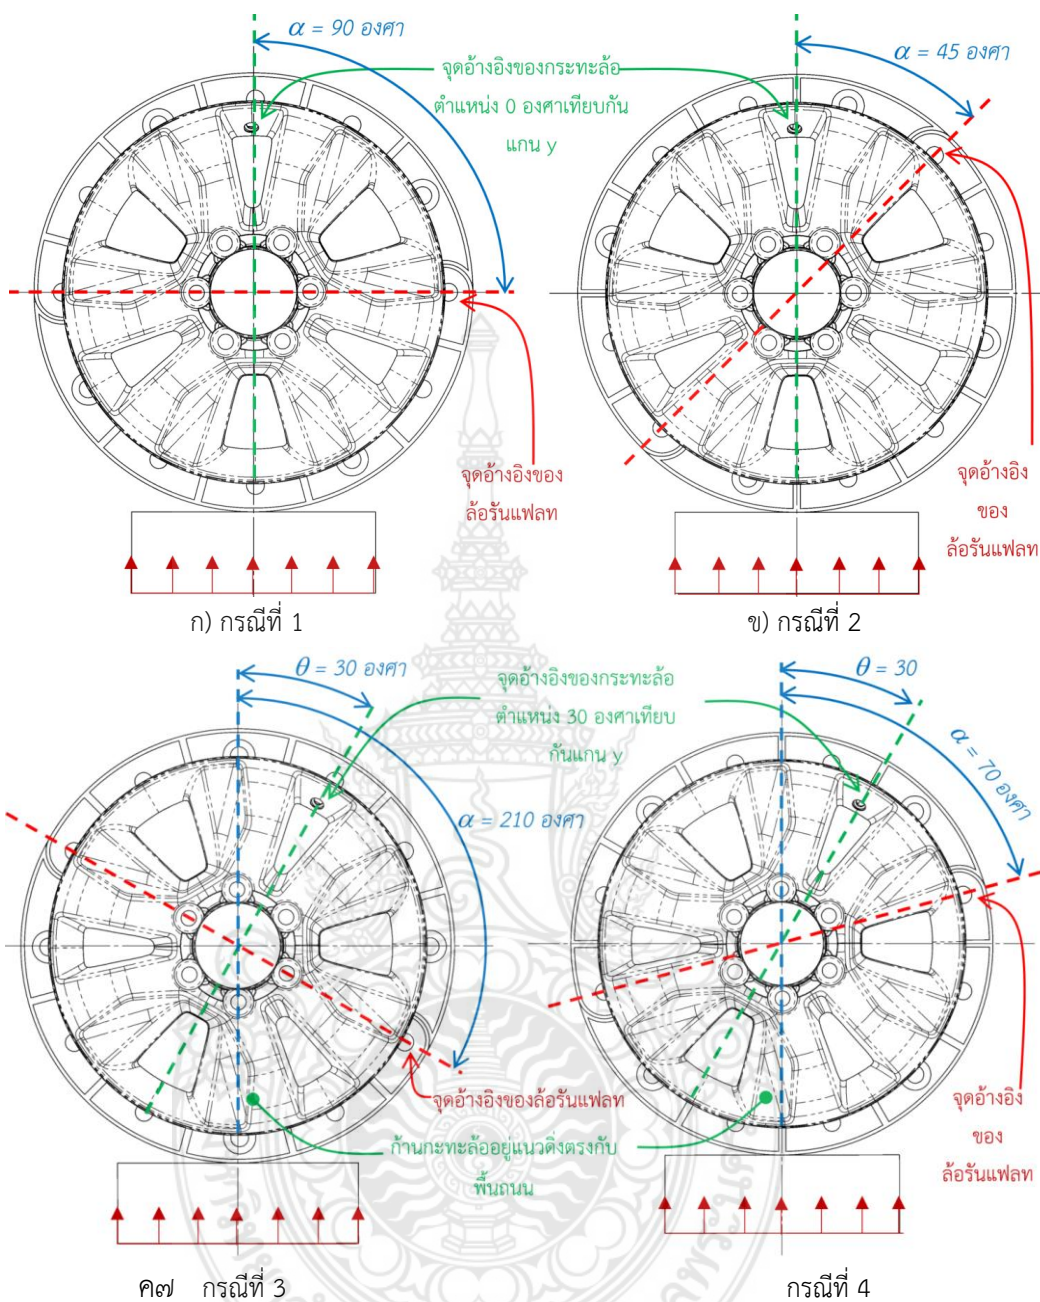 α = 90 องศา
α = 45 องศา
จุดอ้างอิงของกระทะล้อ
ตำแหน่ง 0 องศาเทียบกัน
แกน y
จุดอ้างอิงของ
ล้อรันแฟลท
จุดอ้างอิง
ของ
ล้อรันแฟลท
ก) กรณีที่ 1
ข) กรณีที่ 2
θ = 30 องศา
θ = 30
จุดอ้างอิงของกระทะล้อ
ตำแหน่ง 30 องศาเทียบ
กันแกน y
α = 210 องศา
α = 70 องศา
จุดอ้างอิงของล้อรันแฟลท
ก้านกะทะล้ออยู่แนวดิ่งตรงกับ
พื้นถนน
จุดอ้างอิง
ของ
ล้อรันแฟลท
ค๗ กรณีที่ 3
กรณีที่ 4